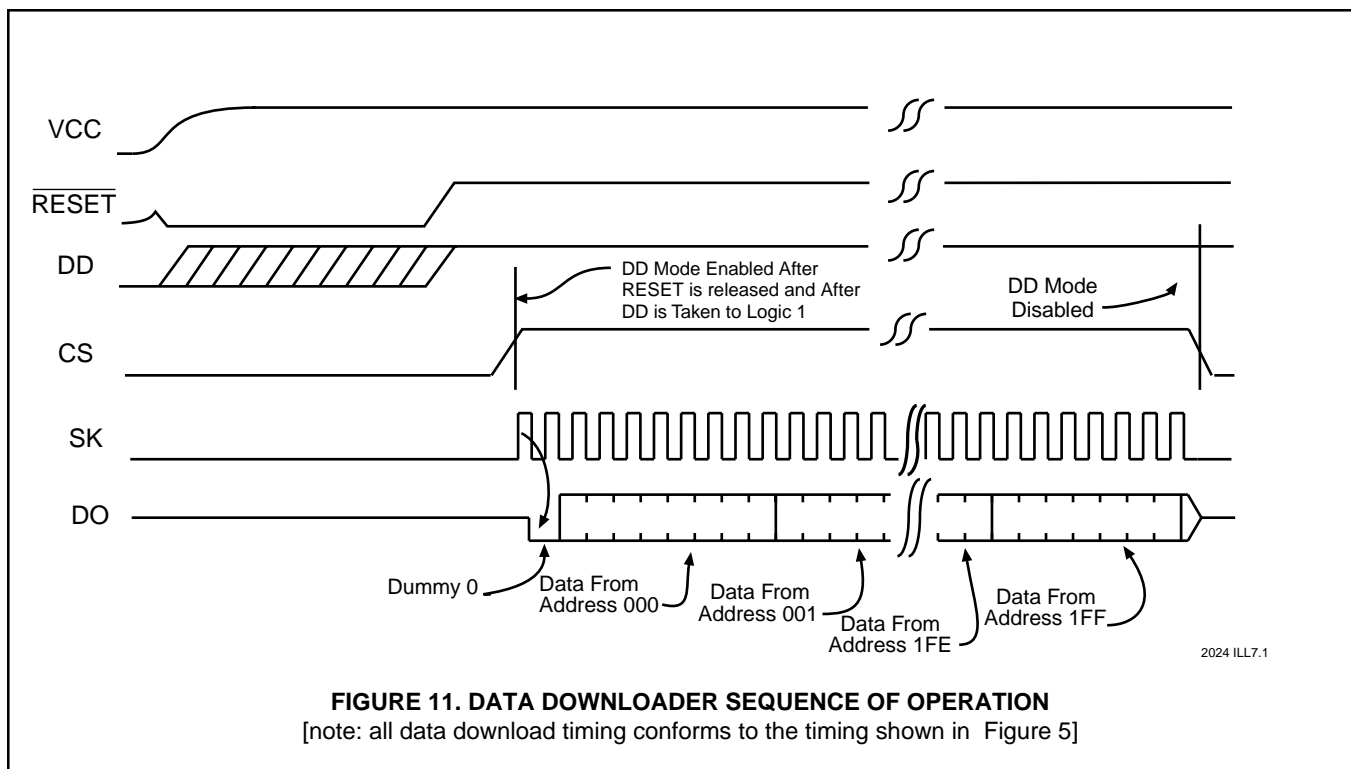 VCC
RESET
DD
DD Mode Enabled After
RESET is released and After
DD is Taken to Logic 1
DD Mode
Disabled
CS
SK
DO
Dummy 0
Data From
Address 000
Data From
Address 001
Data From
Address 1FE
Data From
Address 1FF
2024 ILL7.1
FIGURE 11. DATA DOWNLOADER SEQUENCE OF OPERATION
[note: all data download timing conforms to the timing shown in Figure 5]